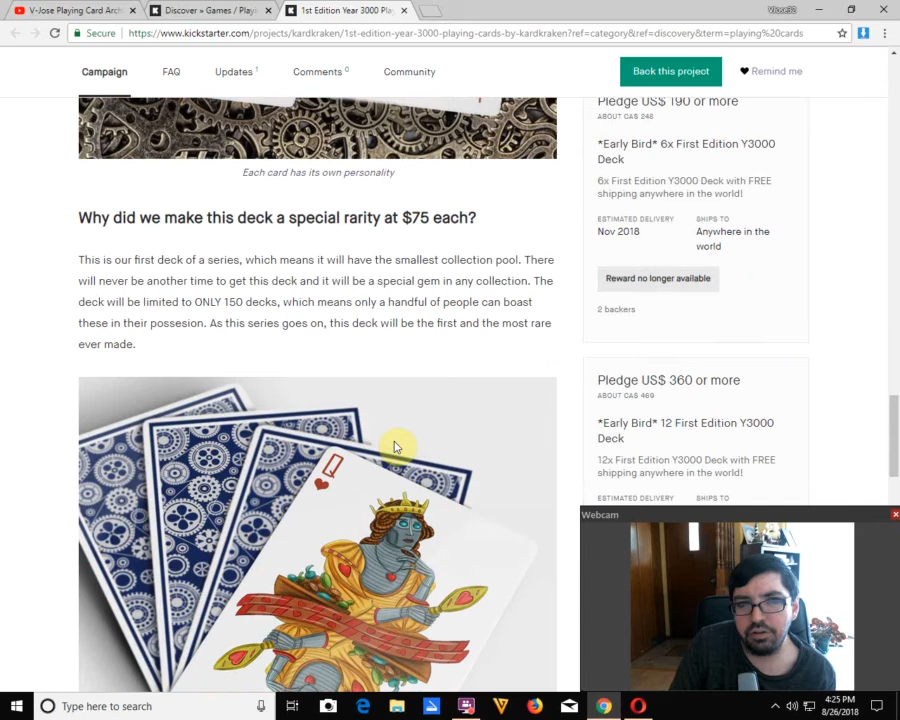 V-Jose Playing Card Arch
Discover » Games / Playi
1st Edition Year 3000 Pla
Vjose32
Secure
https://www.kickstarter.com/projects/kardkraken/1st-edition-year-3000-playing-cards-by-kardkraken?ref=category&ref=discovery&term=playing%20cards
Campaign
FAQ
Updates 1
Comments 0
Community
Back this project
Remind me
Each card has its own personality
Why did we make this deck a special rarity at $75 each?
This is our first deck of a series, which means it will have the smallest collection pool. There
will never be another time to get this deck and it will be a special gem in any collection. The
deck will be limited to ONLY 150 decks, which means only a handful of people can boast
these in their possesion. As this series goes on, this deck will be the first and the most rare
ever made.
Q
Pledge US$ 190 or more
ABOUT CA$ 248
*Early Bird* 6x First Edition Y3000
Deck
6x First Edition Y3000 Deck with FREE
shipping anywhere in the world!
ESTIMATED DELIVERY
SHIPS TO
Nov 2018
Anywhere in the
world
Reward no longer available
2 backers
Pledge US$ 360 or more
ABOUT CA$ 469
*Early Bird* 12 First Edition Y3000
Deck
12x First Edition Y3000 Deck with FREE
shipping anywhere in the world!
ESTIMATED DELIVERY
SHIPS TO
Webcam
Type here to search
4:25 PM
8/26/2018